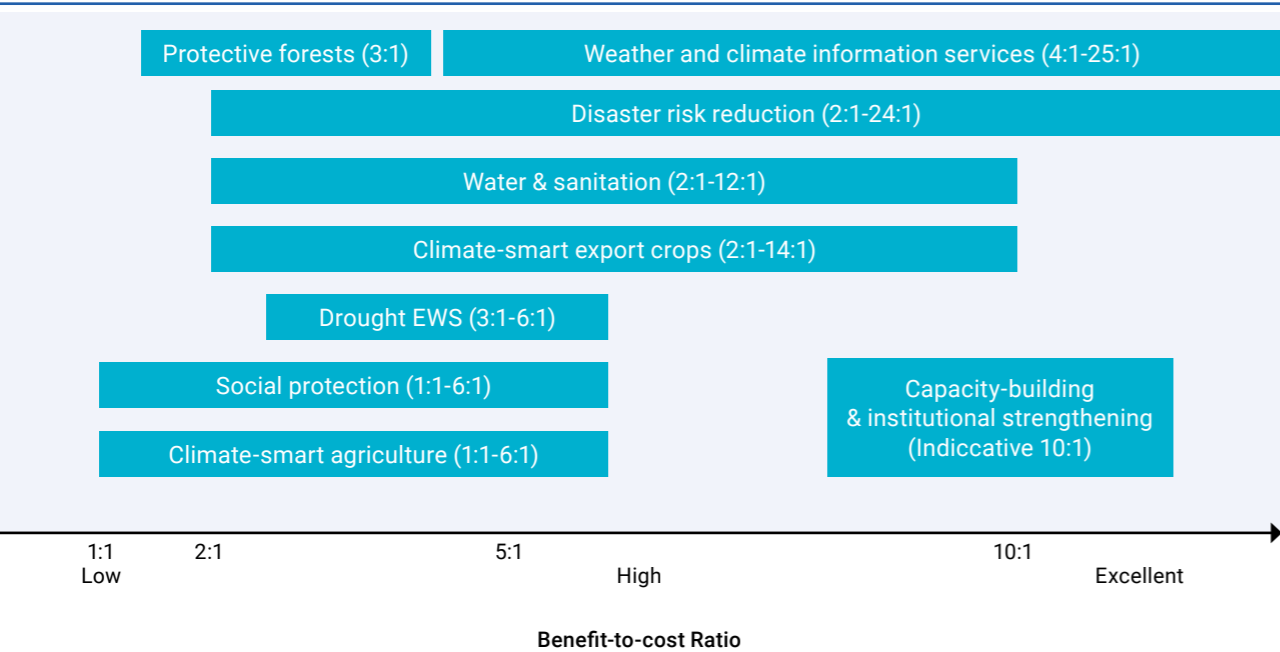 Protective forests (3:1)
Weather and climate information services (4:1-25:1)
Disaster risk reduction (2:1-24:1)
Water & sanitation (2:1-12:1)
Climate-smart export crops (2:1-14:1)
Drought EWS (3:1-6:1)
Social protection (1:1-6:1)
Climate-smart agriculture (1:1-6:1)
Capacity-building
& institutional strengthening
(Indiccative 10:1)
1:1
2:1
5:1
10:1
Low
High
Excellent
Benefit-to-cost Ratio